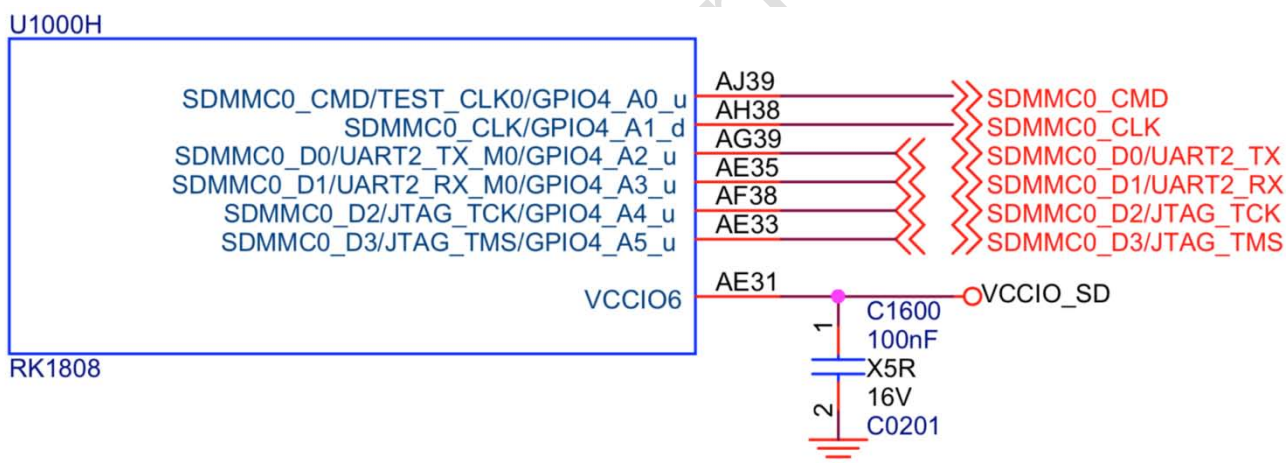 U1000H
SDMMC0_CMD/TEST_CLK0/GPIO4_A0_u AJ39 SDMMC0_CMD
SDMMC0_CLK/GPIO4_A1_d AH38 SDMMC0_CLK
SDMMC0_D0/UART2_TX_M0/GPIO4_A2_u AG39 SDMMC0_D0/UART2_TX
SDMMC0_D1/UART2_RX_M0/GPIO4_A3_u AE35 SDMMC0_D1/UART2_RX
SDMMC0_D2/JTAG_TCK/GPIO4_A4_u AF38 SDMMC0_D2/JTAG_TCK
SDMMC0_D3/JTAG_TMS/GPIO4_A5_u AE33 SDMMC0_D3/JTAG_TMS
VCCIO6 AE31 VCCIO_SD
1
C1600
100nF
X5R
16V
2
C0201
RK1808